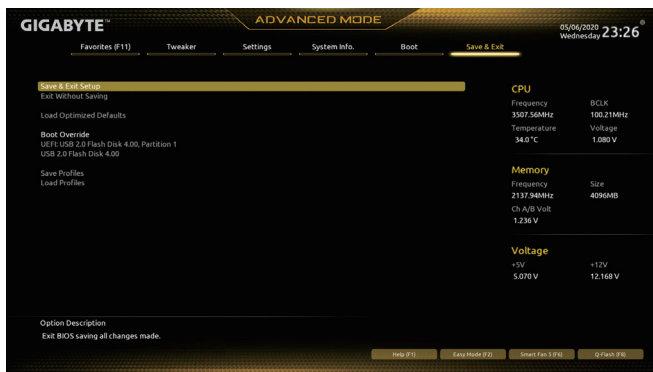 GIGABYTE™
ADVANCED MODE
05/06/2020 Wednesday 23:26
Favorites (F11) Tweaker Settings System Info. Boot Save & Exit
Save & Exit Setup
Exit Without Saving
Load Optimized Defaults
Boot Override
UEFI: USB 2.0 Flash Disk 4.00, Partition 1
USB 2.0 Flash Disk 4.00
Save Profiles
Load Profiles
CPU
Frequency BCLK
3507.56MHz 100.21MHz
Temperature Voltage
34.0 °C 1.080 V
Memory
Frequency Size
2137.94MHz 4096MB
Ch A/B Volt
1.236 V
Voltage
+5V +12V
5.070 V 12.168 V
Option Description
Exit BIOS saving all changes made.
Help (F1) Easy Mode (F2) Smart Fan 5 (F6) Q-Flash (F8)